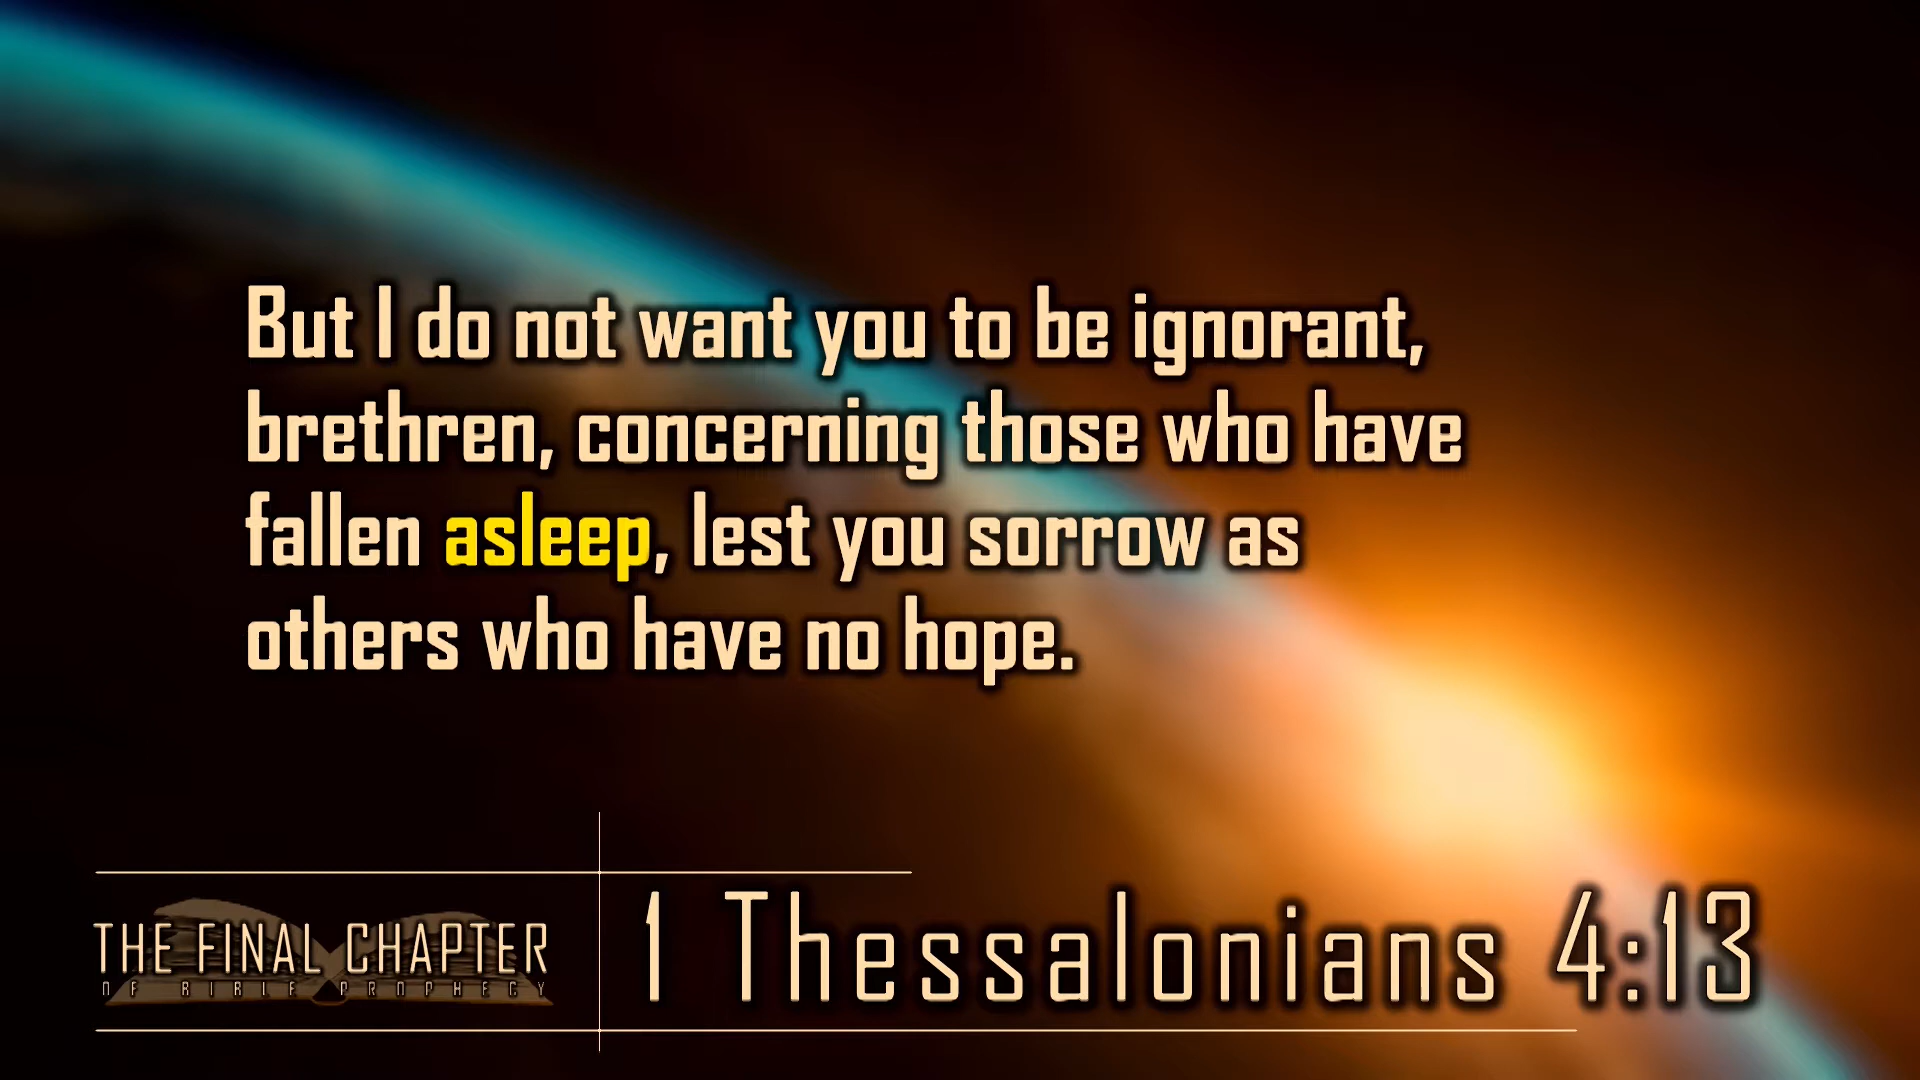 But I do not want you to be ignorant,
brethren, concerning those who have
fallen asleep, lest you sorrow as
others who have no hope.
THE FINAL CHAPTER
OF BIBLE PROPHECY
1 Thessalonians 4:13